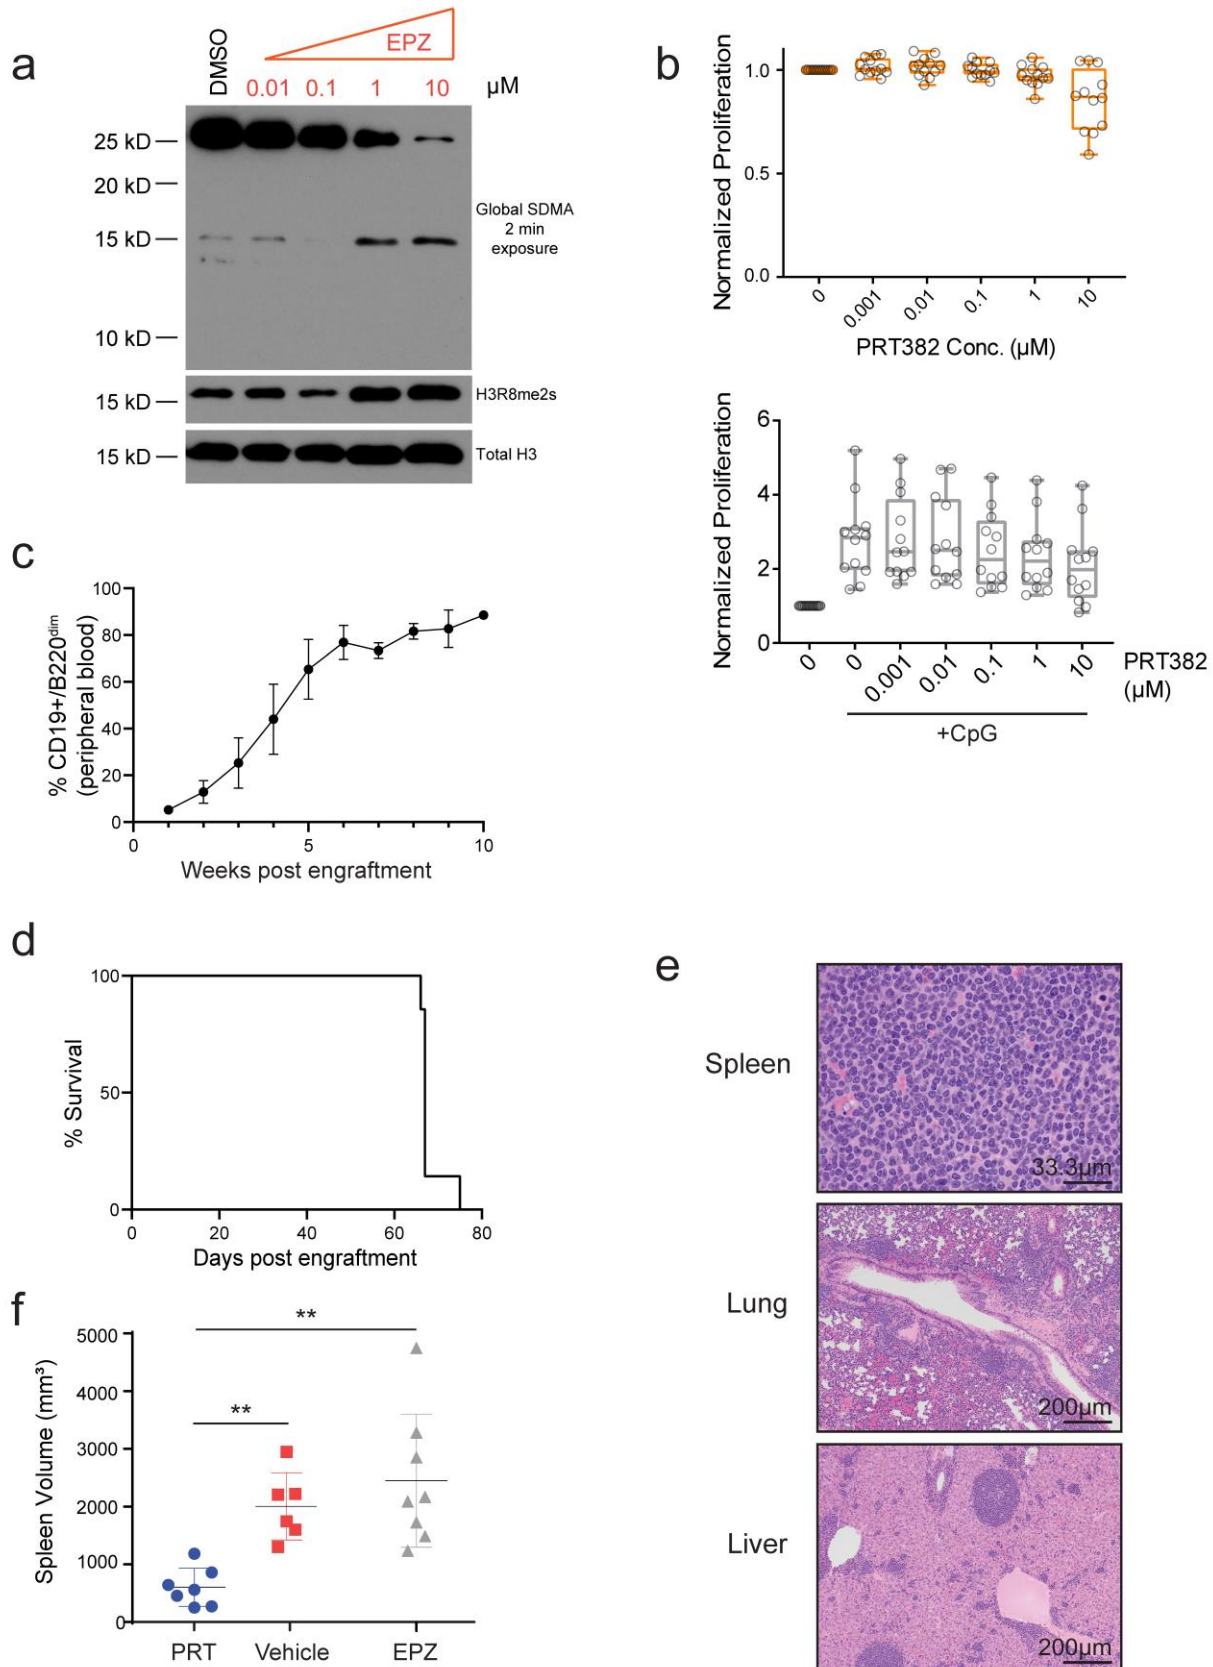 a
DMSO
EPZ
0.01 0.1 1 10 μM
25 kD
20 kD
15 kD
10 kD
Global SDMA
2 min
exposure
15 kD
H3R8me2s
15 kD
Total H3
b
Normalized Proliferation
1.0
0.5
0.0
0 0.001 0.01 0.1 1 10
PRT382 Conc. (μM)
Normalized Proliferation
6
4
2
0
0 0 0.001 0.01 0.1 1 10
PRT382
(μM)
+CpG
c
% CD19+/B220dim
(peripheral blood)
100
80
60
40
20
0
0 5 10
Weeks post engraftment
d
% Survival
100
50
0
0 20 40 60 80
Days post engraftment
e
Spleen
33.3μm
Lung
200μm
Liver
200μm
f
Spleen Volume (mm³)
5000
4000
3000
2000
1000
0
**
**
PRT Vehicle EPZ